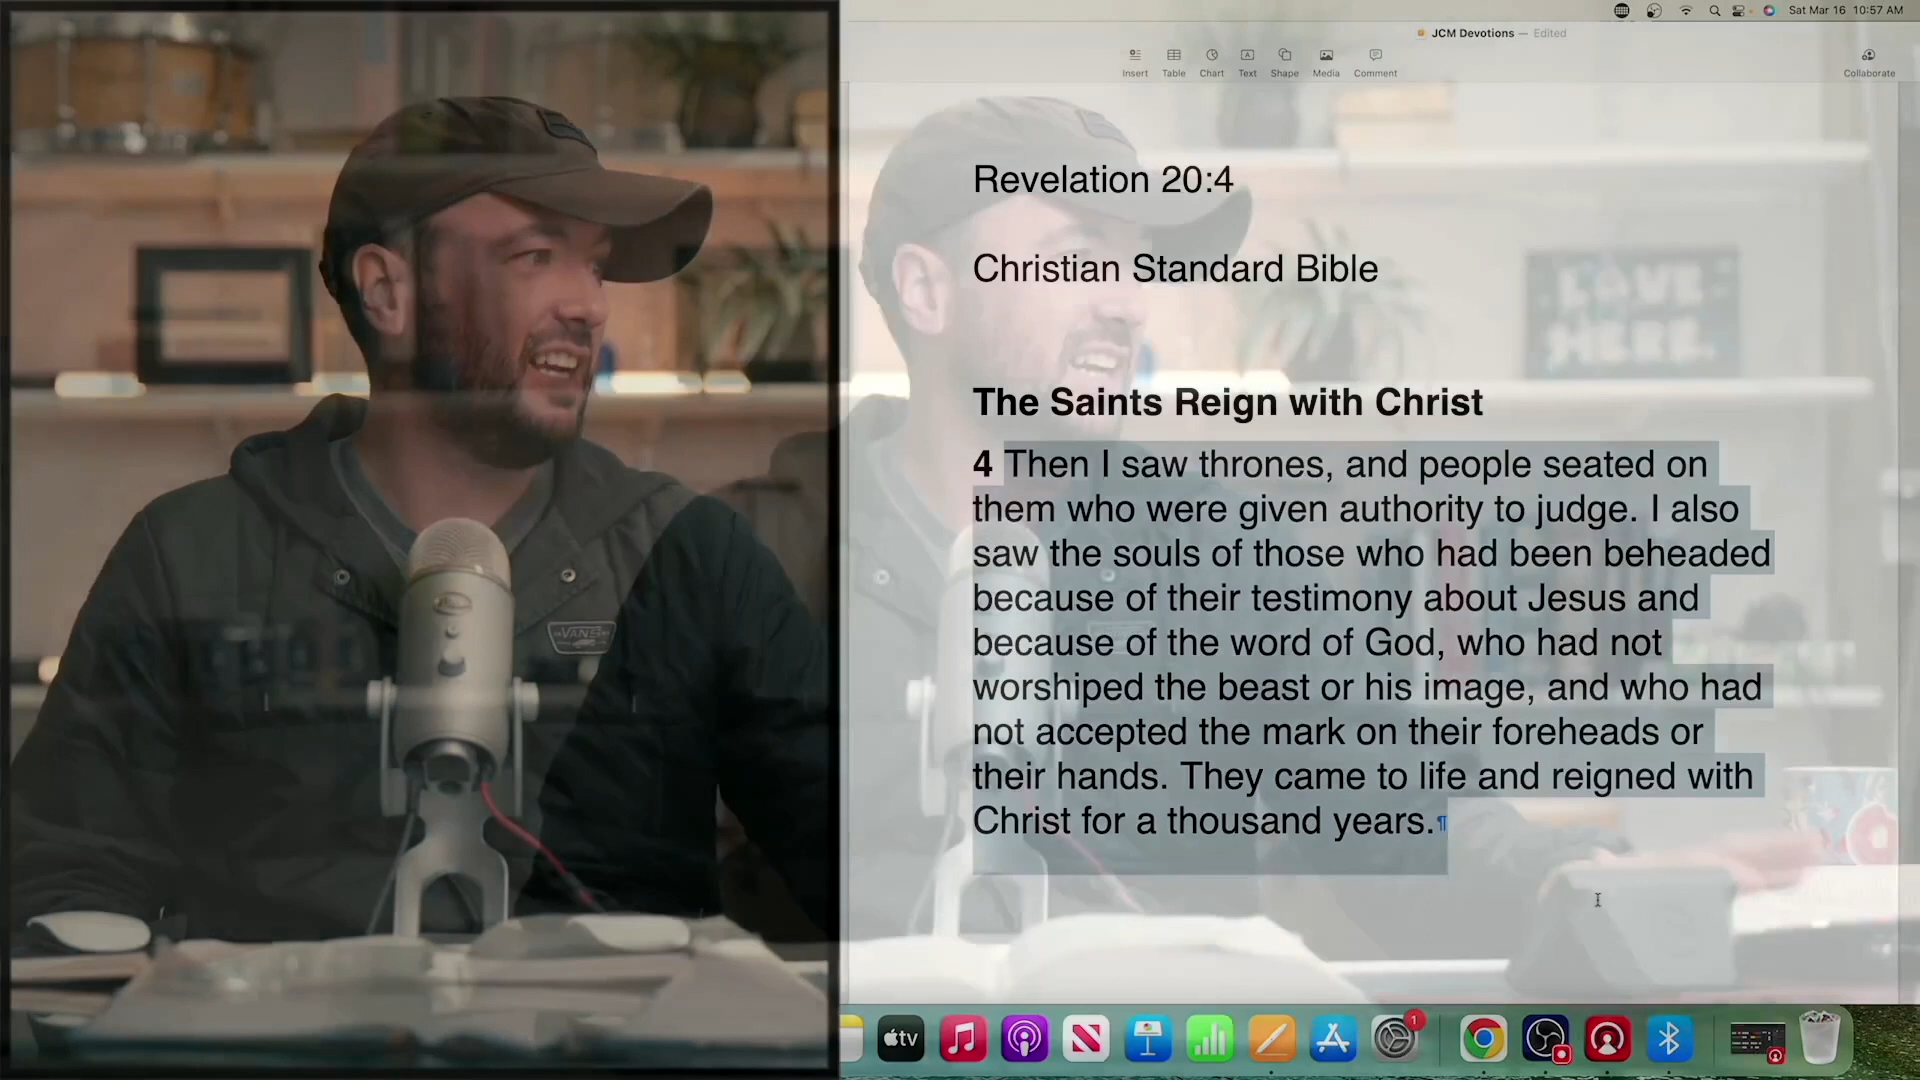 Sat Mar 16 10:57 AM
JCM Devotions — Edited
Insert Table Chart Text Shape Media Comment Collaborate
Revelation 20:4
Christian Standard Bible
LOVE
HERE.
The Saints Reign with Christ
4 Then I saw thrones, and people seated on
them who were given authority to judge. I also
saw the souls of those who had been beheaded
because of their testimony about Jesus and
because of the word of God, who had not
worshiped the beast or his image, and who had
not accepted the mark on their foreheads or
their hands. They came to life and reigned with
Christ for a thousand years.¶
VANS
tv
1